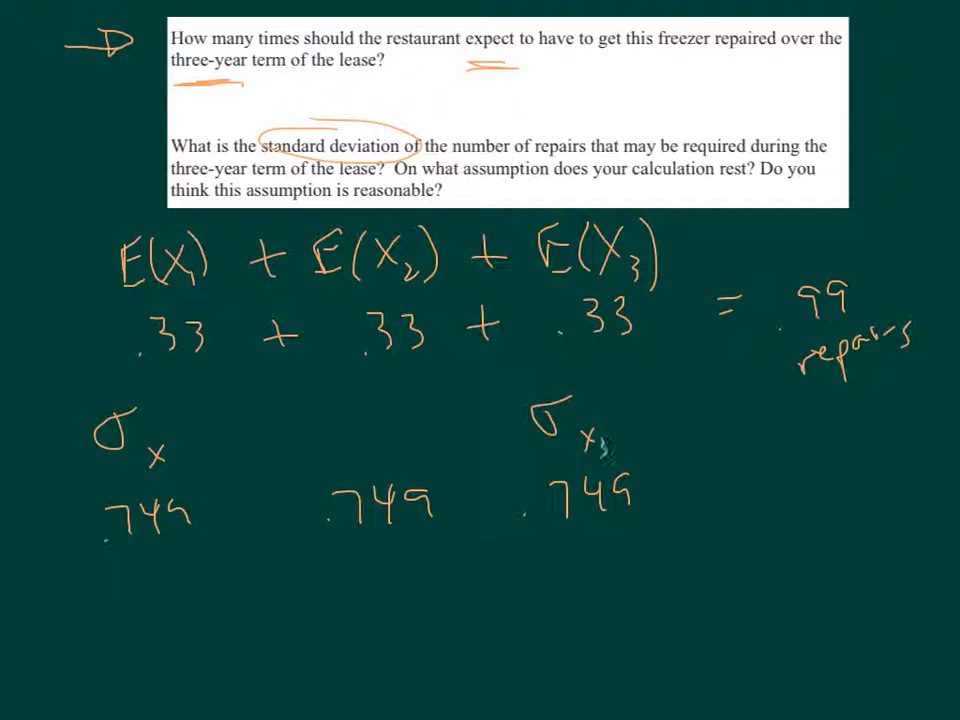 How many times should the restaurant expect to have to get this freezer repaired over the
three-year term of the lease?
What is the standard deviation of the number of repairs that may be required during the
three-year term of the lease? On what assumption does your calculation rest? Do you
think this assumption is reasonable?
E(X₁) + E(X₂) + E(X₃)
.33 + .33 + .33 = .99
repairs
σx σx₃
.749 .749 .749